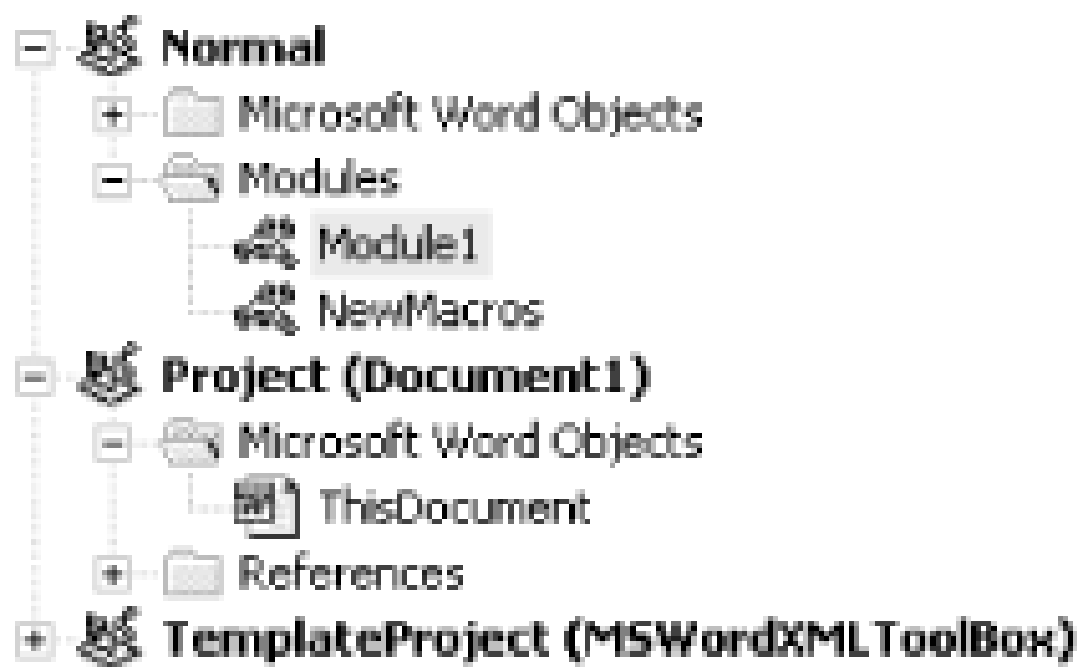 Normal
Microsoft Word Objects
Modules
Module1
NewMacros
Project (Document1)
Microsoft Word Objects
ThisDocument
References
TemplateProject (MSWordXMLToolBox)